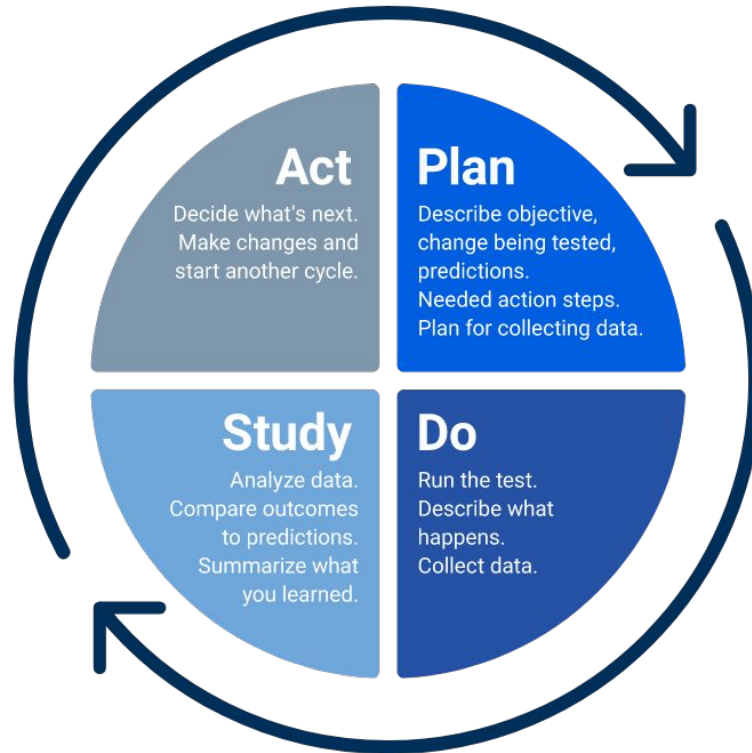 Act
Decide what's next.
Make changes and
start another cycle.
Plan
Describe objective,
change being tested,
predictions.
Needed action steps.
Plan for collecting data.
Study
Analyze data.
Compare outcomes
to predictions.
Summarize what
you learned.
Do
Run the test.
Describe what
happens.
Collect data.